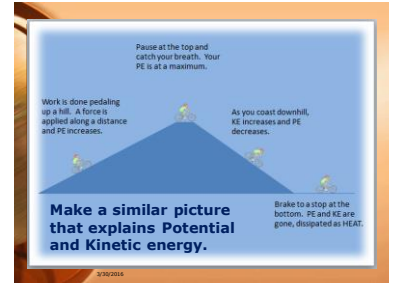 Pause at the top and
catch your breath. Your
PE is at a maximum.
Work is done pedaling
up a hill. A force is
applied along a distance
and PE increases.
As you coast downhill,
KE increases and PE
decreases.
Brake to a stop at the
bottom. PE and KE are
gone, dissipated as HEAT.
Make a similar picture
that explains Potential
and Kinetic energy.
3/30/2016